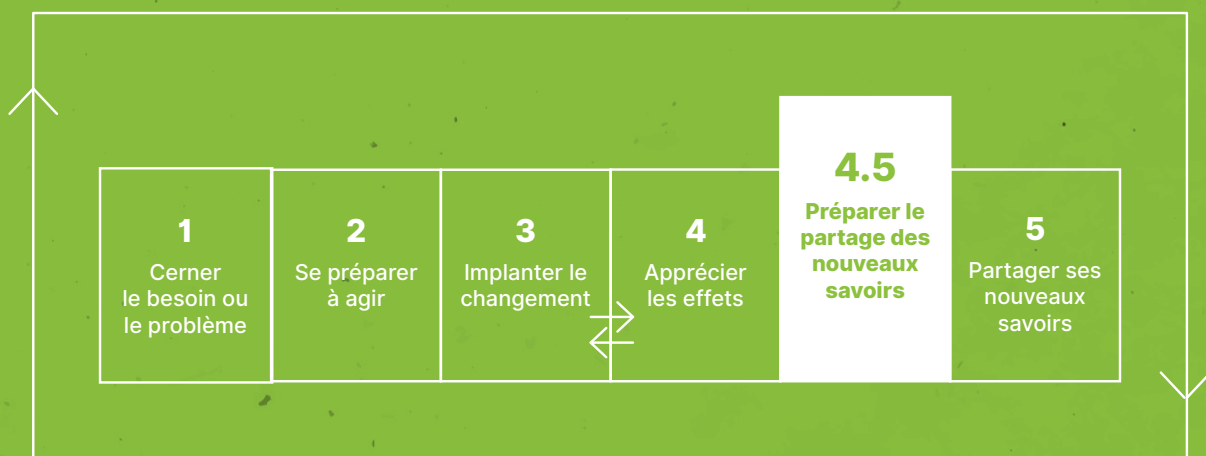 1
Cerner
le besoin ou
le problème
2
Se préparer
à agir
3
Implanter le
changement
4
Apprécier
les effets
4.5
Préparer le
partage des
nouveaux
savoirs
5
Partager ses
nouveaux
savoirs